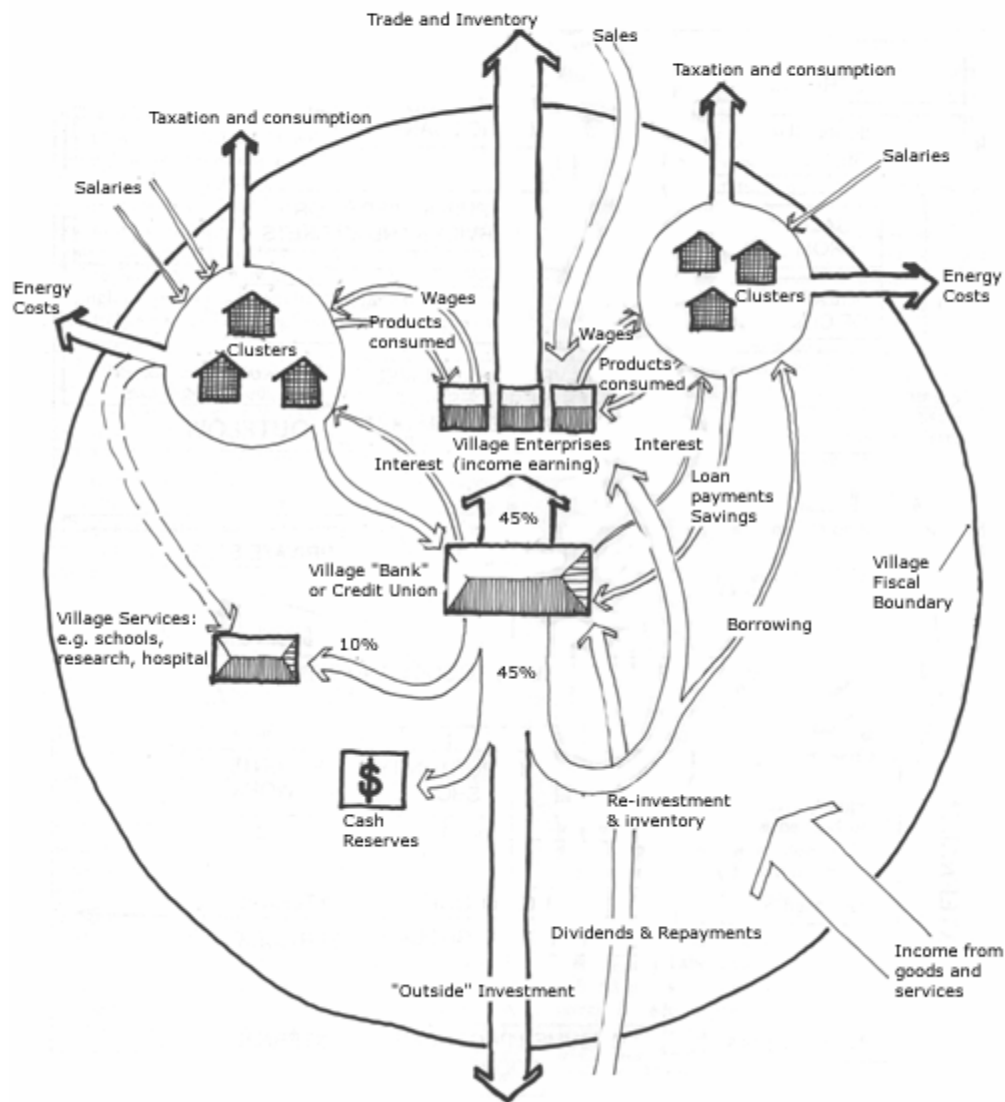 Trade and Inventory
Sales
Taxation and consumption
Taxation and consumption
Salaries
Salaries
Energy
Costs
Energy
Costs
Wages
Products
consumed
Clusters
Clusters
Wages
Products
consumed
Village Enterprises
(income earning)
Interest
Interest
Loan
payments
Savings
45%
Village "Bank"
or Credit Union
Village
Fiscal
Boundary
Village Services:
e.g. schools,
research, hospital
10%
45%
Borrowing
$
Cash
Reserves
Re-investment
& inventory
Dividends & Repayments
Income from
goods and
services
"Outside" Investment